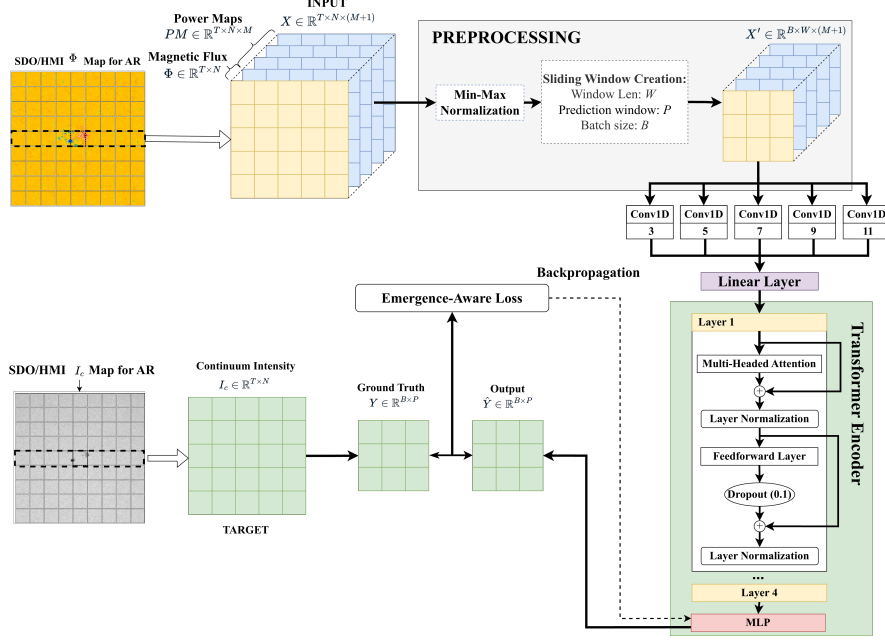 INPUT
Power Maps
PM ∈ ℝ^{T×N×M}
X ∈ ℝ^{T×N×(M+1)}
Magnetic Flux
Φ ∈ ℝ^{T×N}
SDO/HMI Φ Map for AR
PREPROCESSING
Min-Max
Normalization
Sliding Window Creation:
Window Len: W
Prediction window: P
Batch size: B
X′ ∈ ℝ^{B×W×(M+1)}
Conv1D
3
Conv1D
5
Conv1D
7
Conv1D
9
Conv1D
11
Linear Layer
Transformer Encoder
Layer 1
Multi-Headed Attention
+
Layer Normalization
Feedforward Layer
Dropout (0.1)
+
Layer Normalization
...
Layer 4
MLP
Backpropagation
Emergence-Aware Loss
SDO/HMI I_c Map for AR
Continuum Intensity
I_c ∈ ℝ^{T×N}
TARGET
Ground Truth
Y ∈ ℝ^{B×P}
Output
Ŷ ∈ ℝ^{B×P}